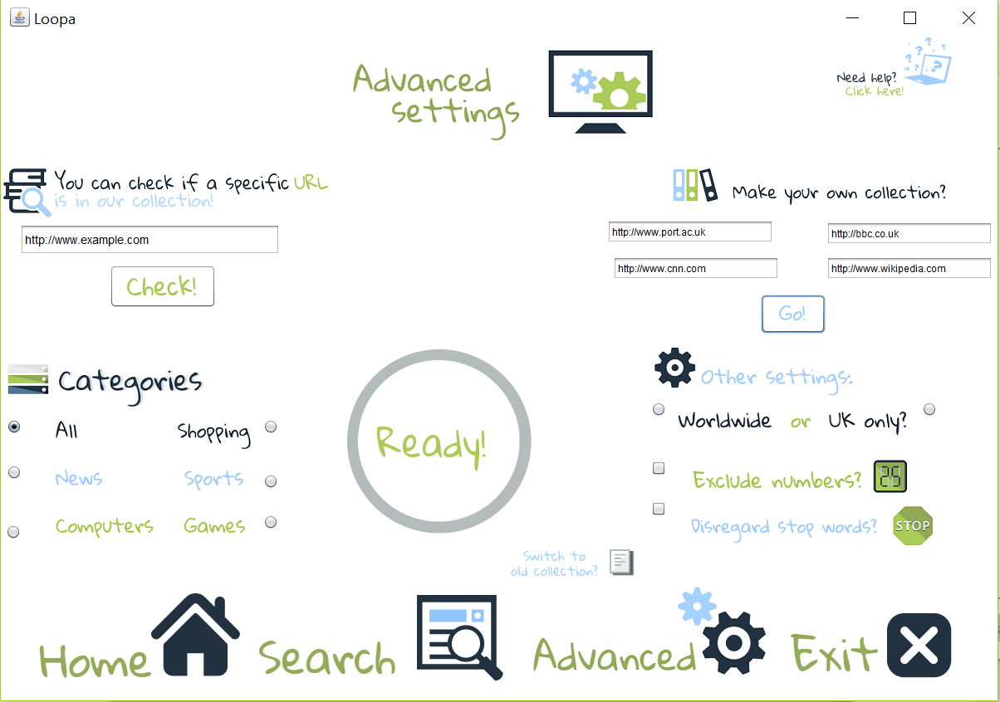 Loopa
Advanced
settings
Need help?
Click here!
You can check if a specific URL
is in our collection!
http://www.example.com
Check!
Make your own collection?
http://www.port.ac.uk
http://bbc.co.uk
http://www.cnn.com
http://www.wikipedia.com
Go!
Categories
All
Shopping
News
Sports
Computers
Games
Ready!
Other settings:
Worldwide or UK only?
Exclude numbers? 29
Disregard stop words? STOP
Switch to
old collection?
Home
Search
Advanced
Exit